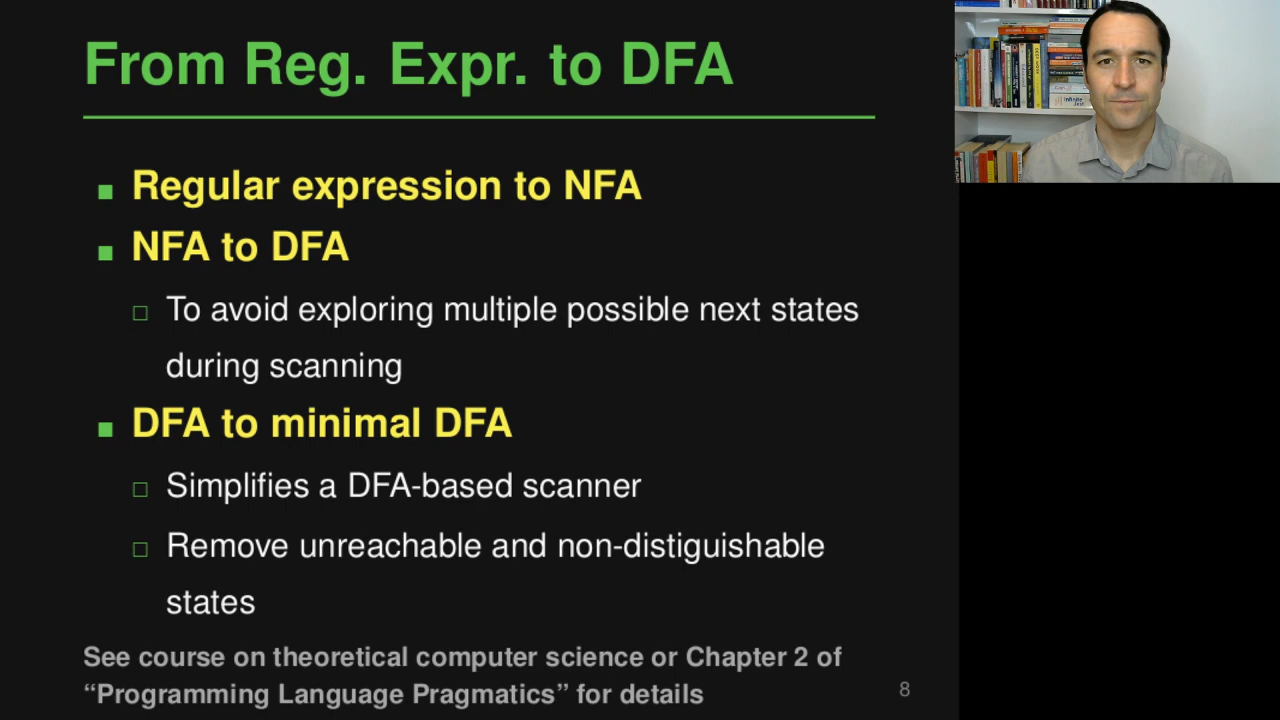 From Reg. Expr. to DFA
Regular expression to NFA
NFA to DFA
To avoid exploring multiple possible next states
during scanning
DFA to minimal DFA
Simplifies a DFA-based scanner
Remove unreachable and non-distiguishable
states
See course on theoretical computer science or Chapter 2 of
“Programming Language Pragmatics” for details
8
Infinite
Jest